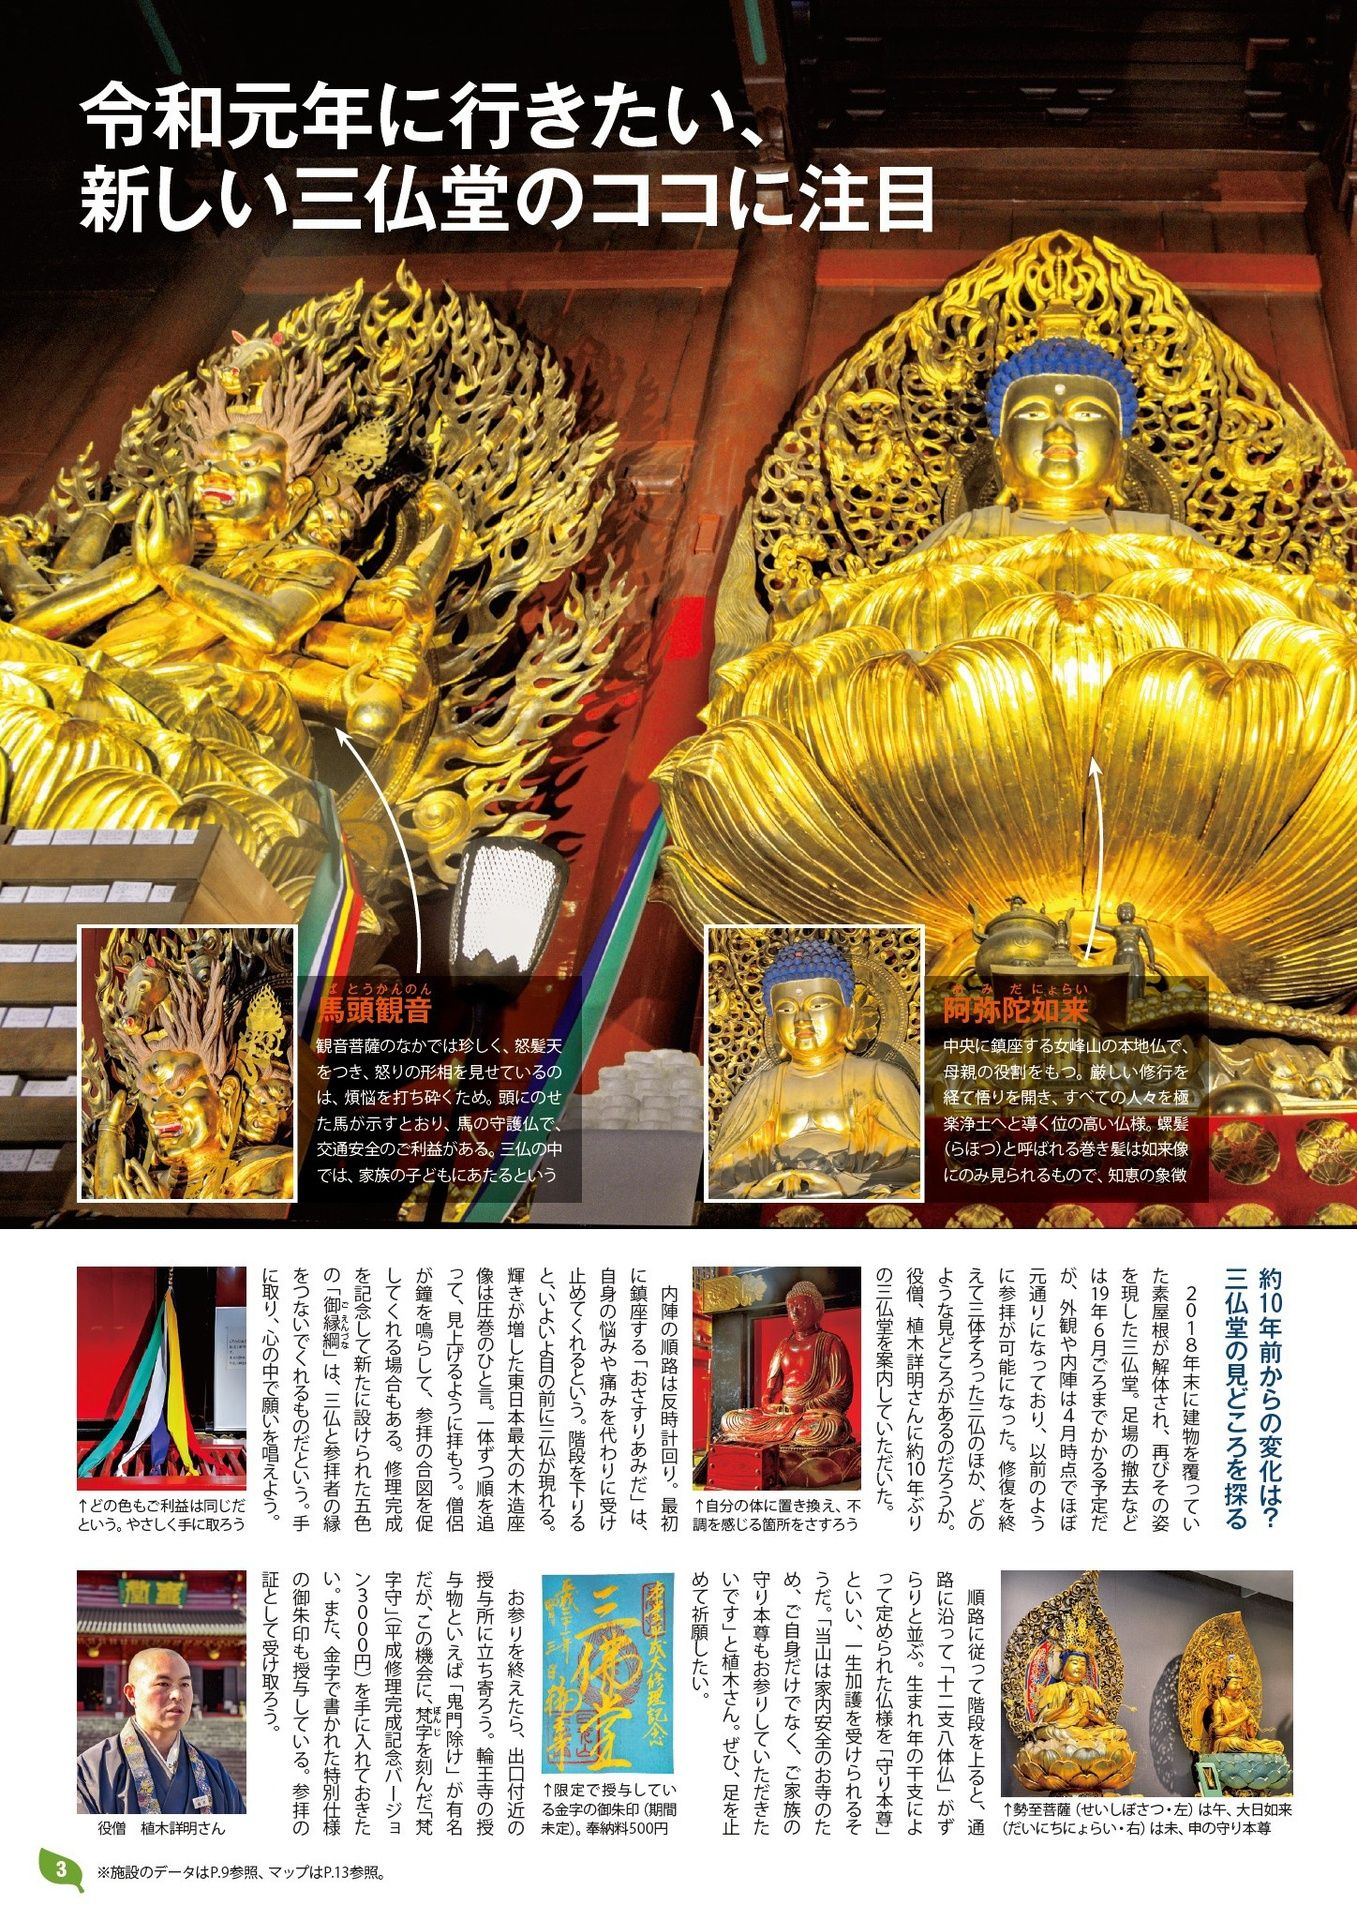 令和元年に行きたい、
新しい三仏堂のココに注目
ばとうかんのん
馬頭観音
観音菩薩のなかでは珍しく、怒髪天
をつき、怒りの形相を見せているの
は、煩悩を打ち砕くため。頭にのせ
た馬が示すとおり、馬の守護仏で、
交通安全のご利益がある。三仏の中
では、家族の子どもにあたるという
あみだにょらい
阿弥陀如来
中央に鎮座する女峰山の本地仏で、
母親の役割をもつ。厳しい修行を
経て悟りを開き、すべての人々を極
楽浄土へと導く位の高い仏様。螺髪
（らほつ）と呼ばれる巻き髪は如来像
にのみ見られるもので、知恵の象徴
約10年前からの変化は？
三仏堂の見どころを探る
2018年末に建物を覆ってい
た素屋根が解体され、再びその姿
を現した三仏堂。足場の撤去など
は19年6月ごろまでかかる予定だ
が、外観や内陣は4月時点でほぼ
元通りになっており、以前のよう
に参拝が可能になった。修復を終
えて三体そろった三仏のほか、どの
ような見どころがあるのだろうか。
役僧、植木詳明さんに約10年ぶり
の三仏堂を案内していただいた。
↑自分の体に置き換え、不
調を感じる箇所をさすろう
内陣の順路は反時計回り。最初
に鎮座する「おさすりあみだ」は、
自身の悩みや痛みを代わりに受け
止めてくれるという。階段を下りる
と、いよいよ目の前に三仏が現れる。
輝きが増した東日本最大の木造座
像は圧巻のひと言。一体ずつ順を追
って、見上げるように拝もう。僧侶
が鐘を鳴らして、参拝の合図を促
してくれる場合もある。修理完成
を記念して新たに設けられた五色
の「御縁綱」は、三仏と参拝者の縁
ごえんづな
をつないでくれるものだという。手
に取り、心の中で願いを唱えよう。
↑どの色もご利益は同じだ
という。やさしく手に取ろう
↑勢至菩薩（せいしぼさつ・左）は午、大日如来
（だいにちにょらい・右）は未、申の守り本尊
順路に従って階段を上ると、通
路に沿って「十二支八体仏」がず
らりと並ぶ。生まれ年の干支によ
って定められた仏様を「守り本尊」
といい、一生加護を受けられるそ
うだ。「当山は家内安全のお寺のた
め、ご自身だけでなく、ご家族の
守り本尊もお参りしていただきた
いです」と植木さん。ぜひ、足を止
めて祈願したい。
三佛堂
↑限定で授与してい
る金字の御朱印（期間
未定）。奉納料500円
お参りを終えたら、出口付近の
授与所に立ち寄ろう。輪王寺の授
与物といえば「鬼門除け」が有名
だが、この機会に、梵字を刻んだ「梵
ぼんじ
字守」（平成修理完成記念バージョ
ン3000円）を手に入れておきた
い。また、金字で書かれた特別仕様
の御朱印も授与している。参拝の
証として受け取ろう。
役僧　植木詳明さん
3
※施設のデータはP.9参照、マップはP.13参照。